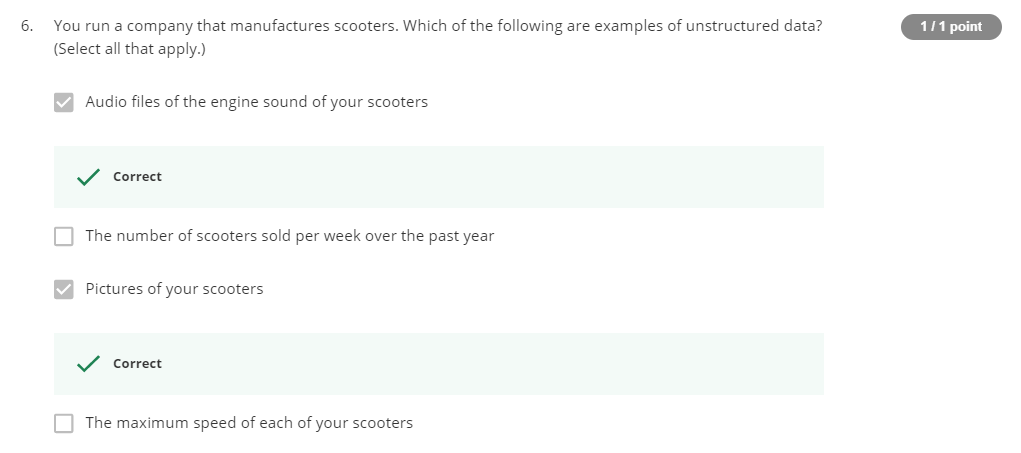 6. You run a company that manufactures scooters. Which of the following are examples of unstructured data?
(Select all that apply.)
1 / 1 point
Audio files of the engine sound of your scooters
Correct
The number of scooters sold per week over the past year
Pictures of your scooters
Correct
The maximum speed of each of your scooters